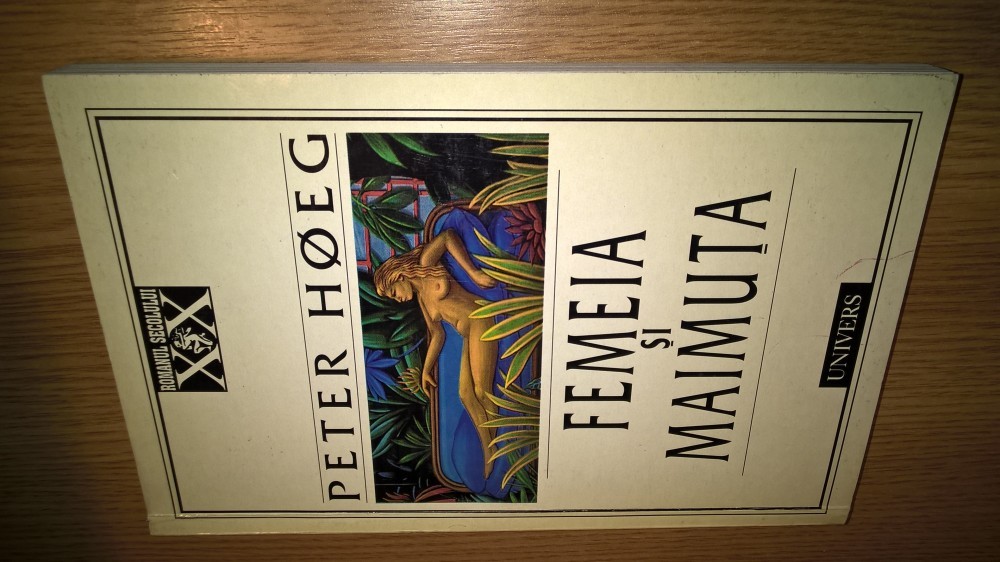 ROMANUL SECOLULUI
XX
PETER HØEG
FEMEIA
ȘI
MAIMUȚA
UNIVERS